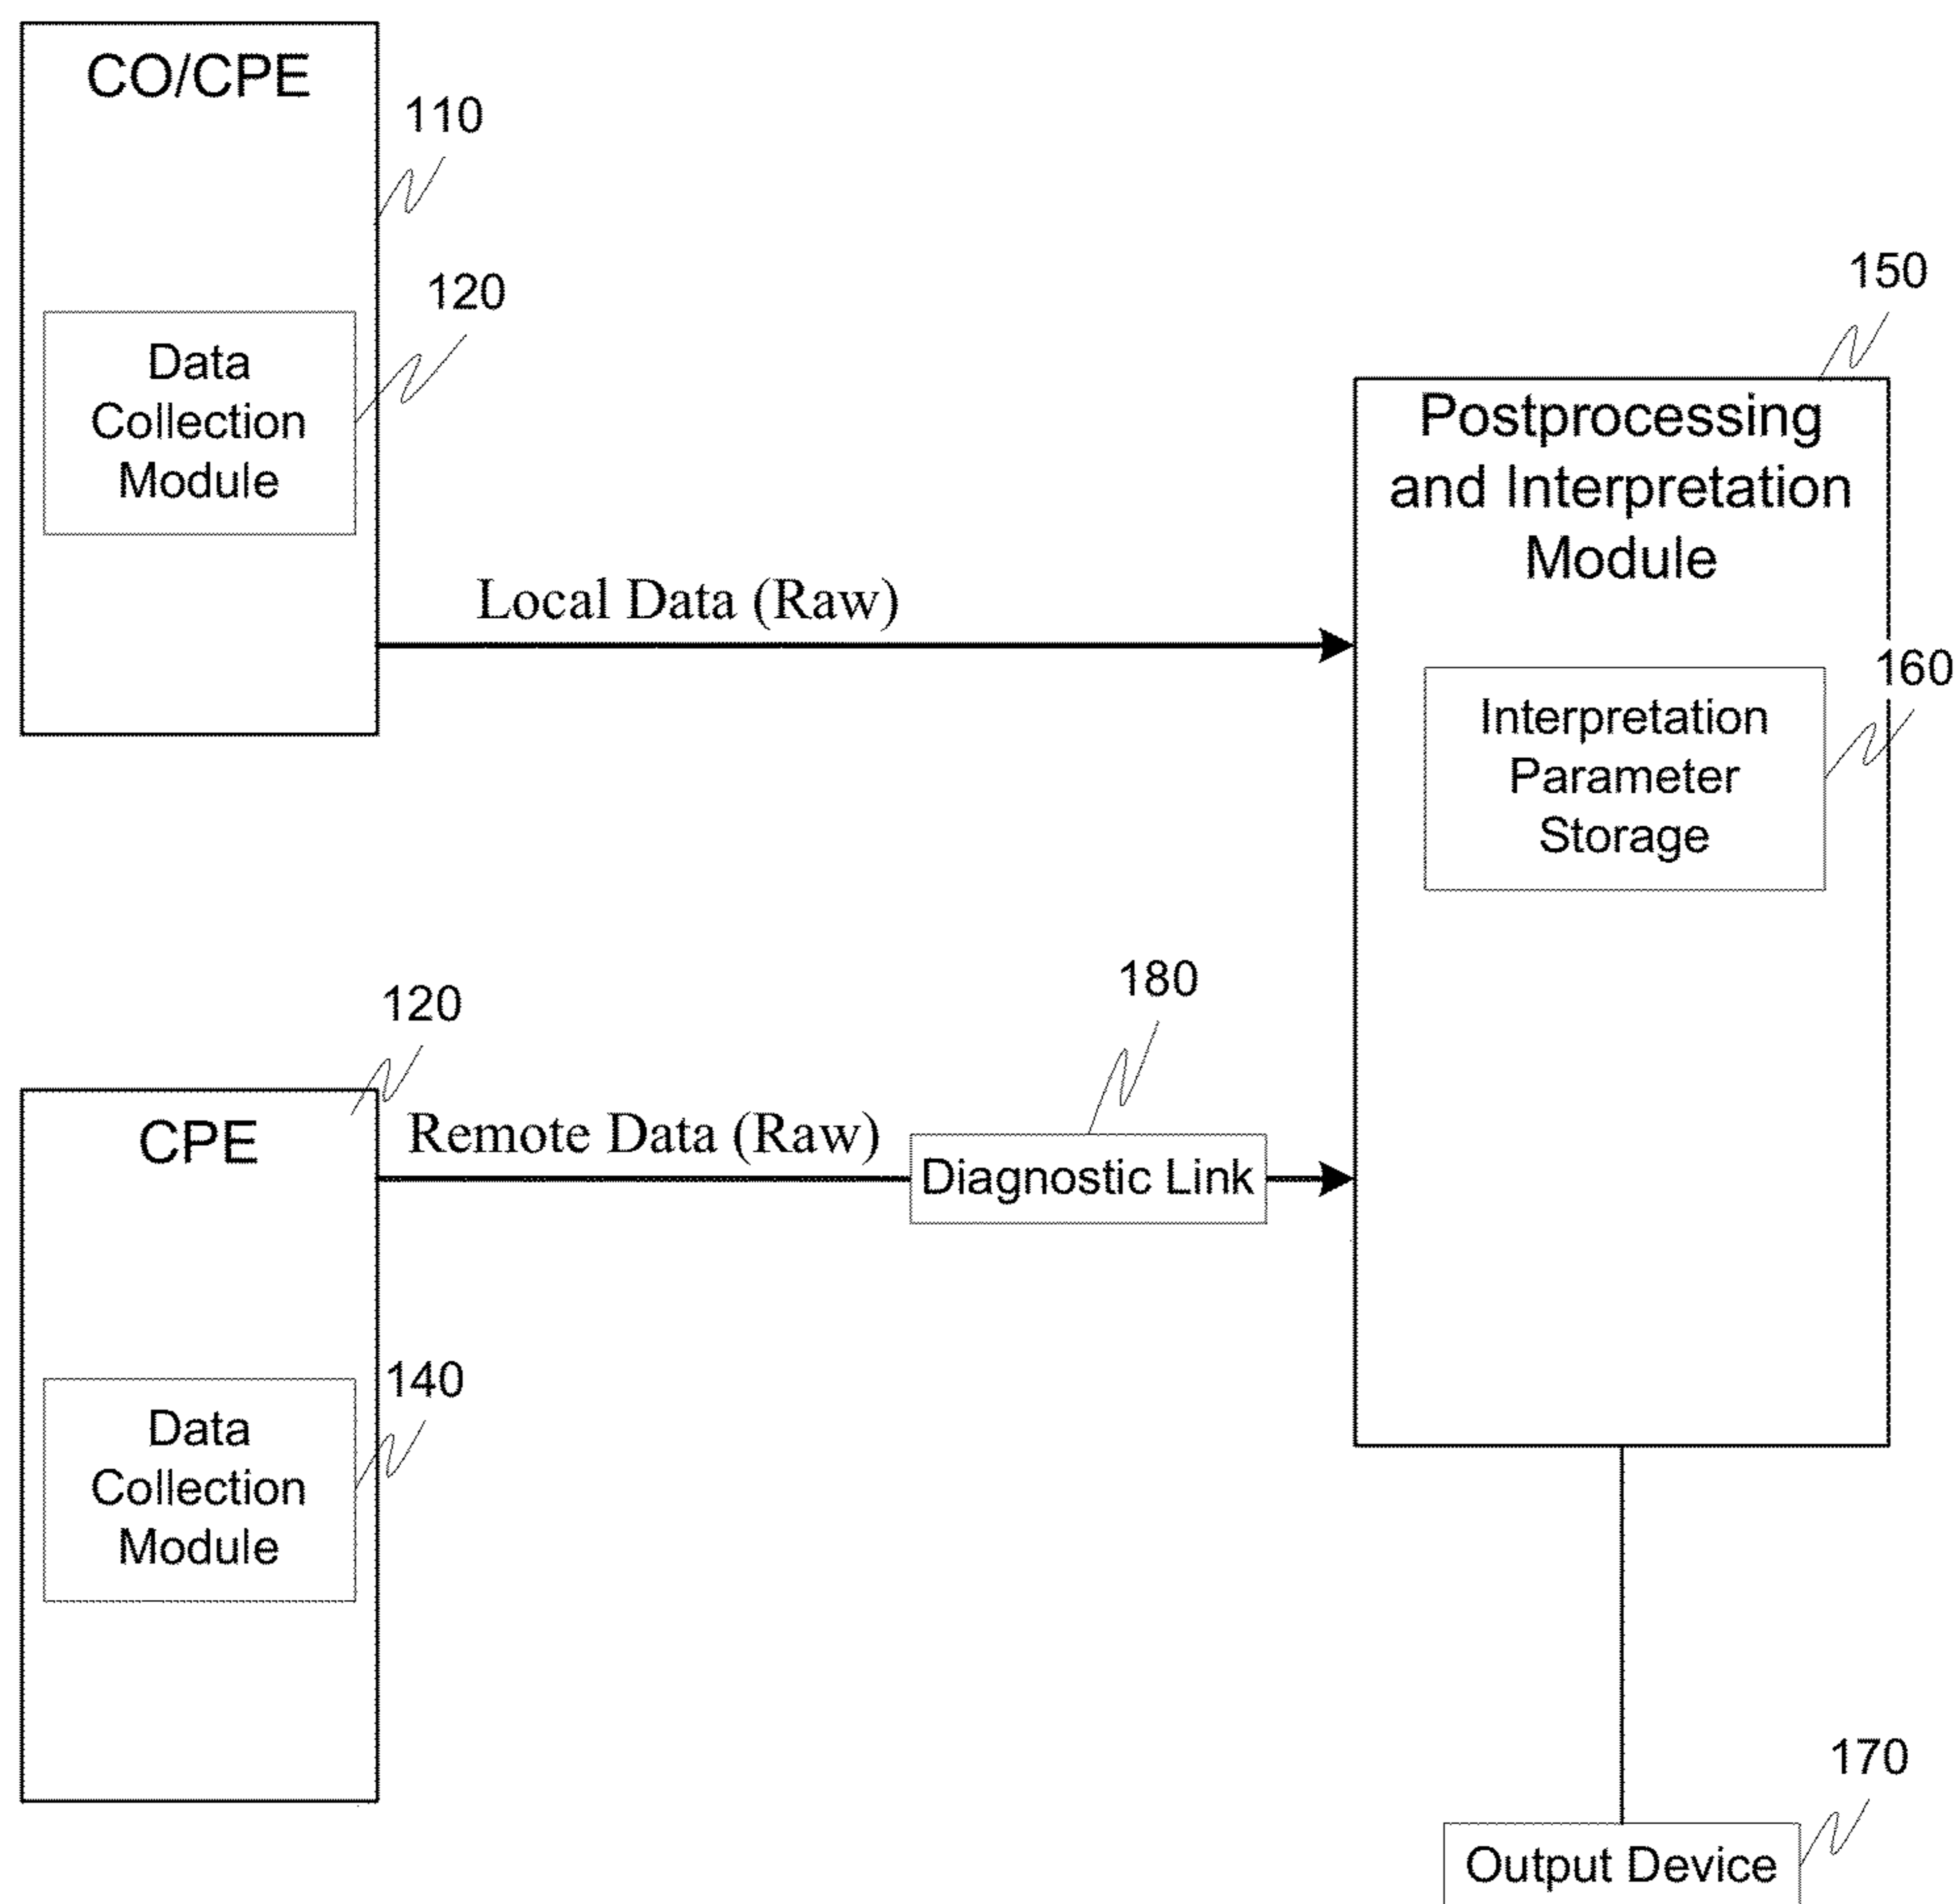 CO/CPE
110
120
Data
Collection
Module
Local Data (Raw)
150
Postprocessing
and Interpretation
Module
160
Interpretation
Parameter
Storage
120
CPE
Remote Data (Raw)
180
Diagnostic Link
140
Data
Collection
Module
170
Output Device